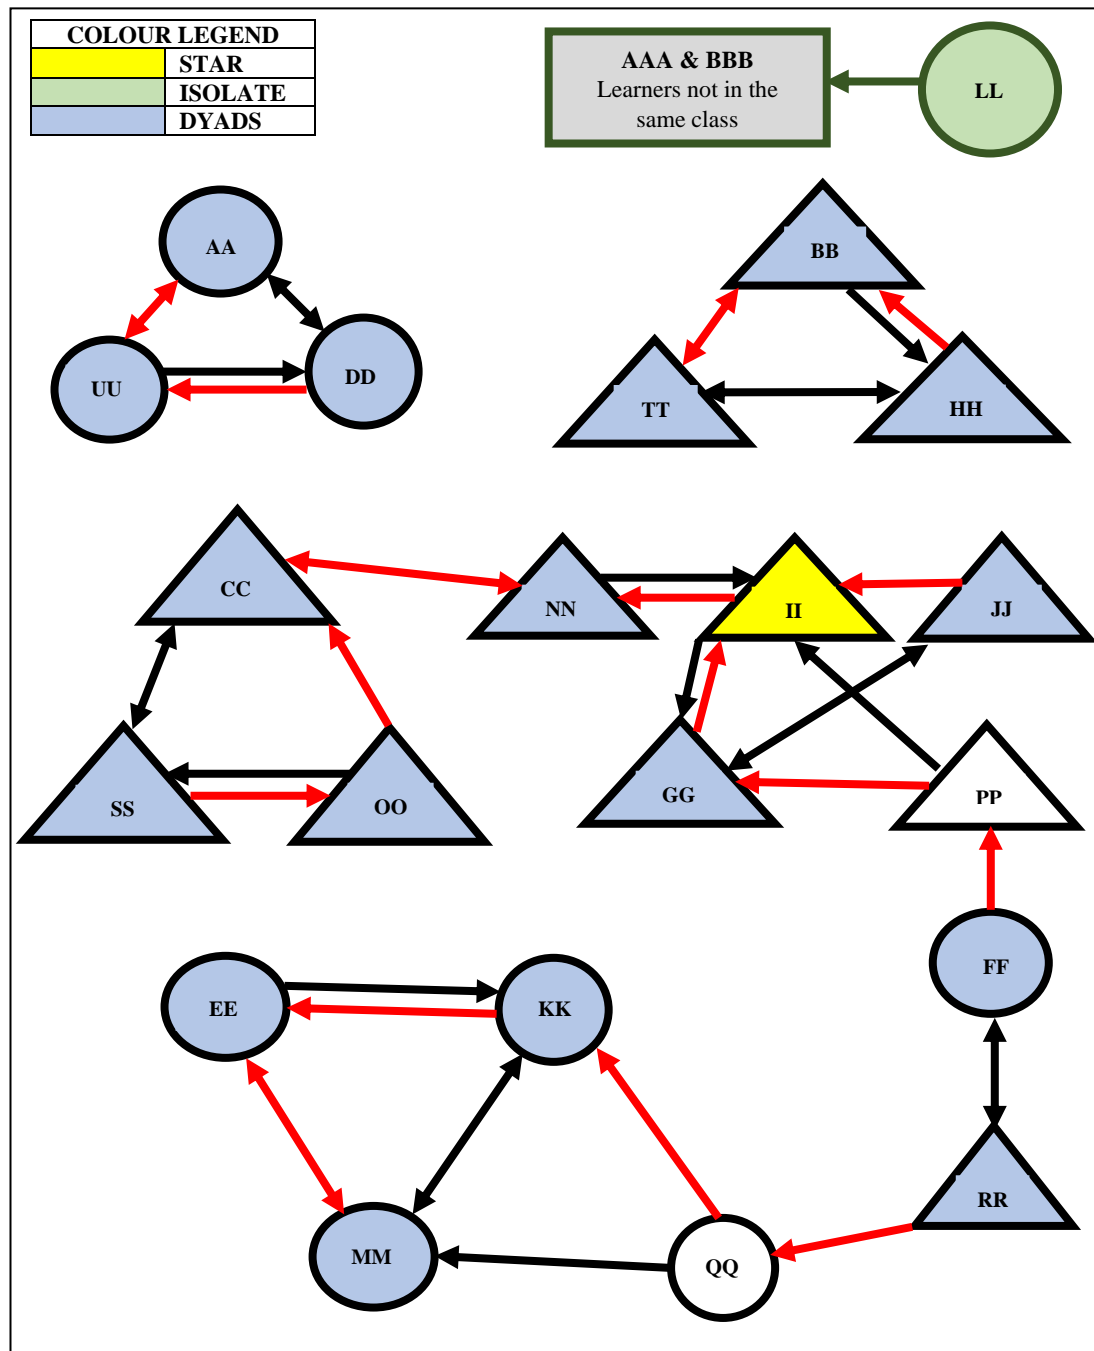 COLOUR LEGEND
STAR
ISOLATE
DYADS
AAA & BBB
Learners not in the
same class
LL
AA
UU
DD
BB
TT
HH
CC
NN
II
JJ
SS
OO
GG
PP
FF
EE
KK
RR
MM
QQ